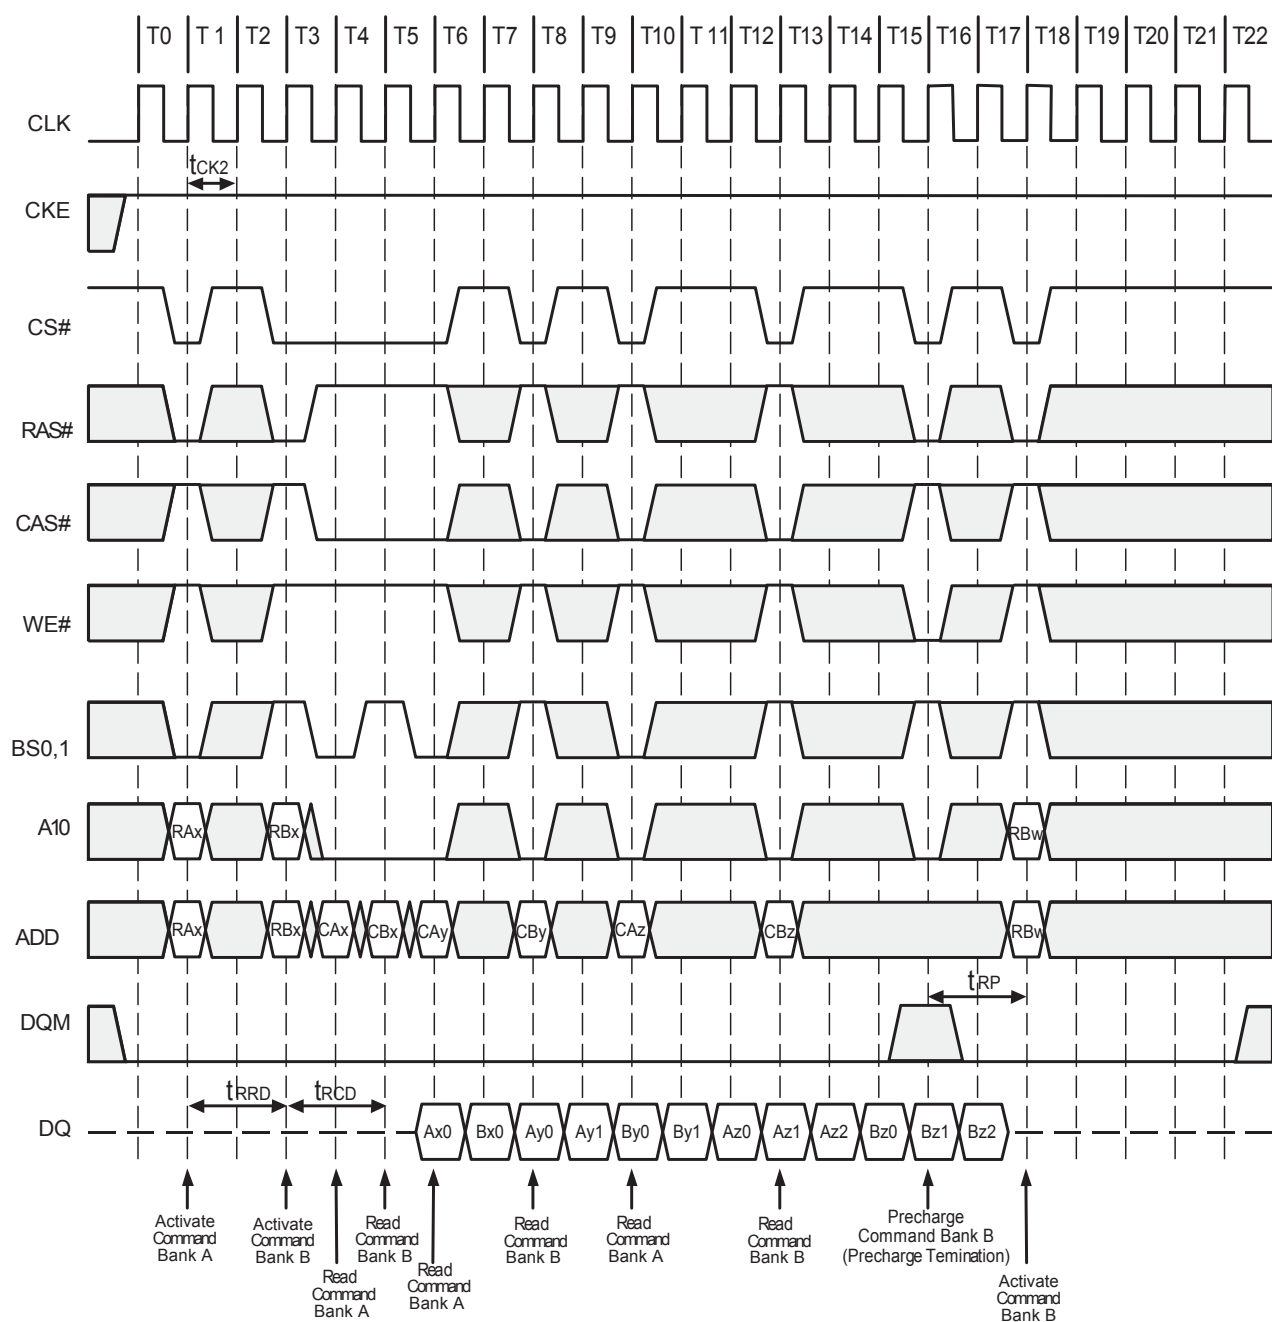 T0 T 1 T2 T3 T4 T5 T6 T7 T8 T9 T10 T 11 T12 T13 T14 T15 T16 T17 T18 T19 T20 T21 T22
CLK
tCK2
CKE
CS#
RAS#
CAS#
WE#
BS0,1
A10 RAx RBx RBw
ADD RAx RBx CAx CBx CAy CBy CAz CBz RBw
tRP
DQM
tRRD tRCD
DQ Ax0 Bx0 Ay0 Ay1 By0 By1 Az0 Az1 Az2 Bz0 Bz1 Bz2
Activate
Command
Bank A
Activate
Command
Bank B
Read
Command
Bank A
Read
Command
Bank B
Read
Command
Bank A
Read
Command
Bank B
Read
Command
Bank A
Read
Command
Bank B
Precharge
Command Bank B
(Precharge Temination)
Activate
Command
Bank B